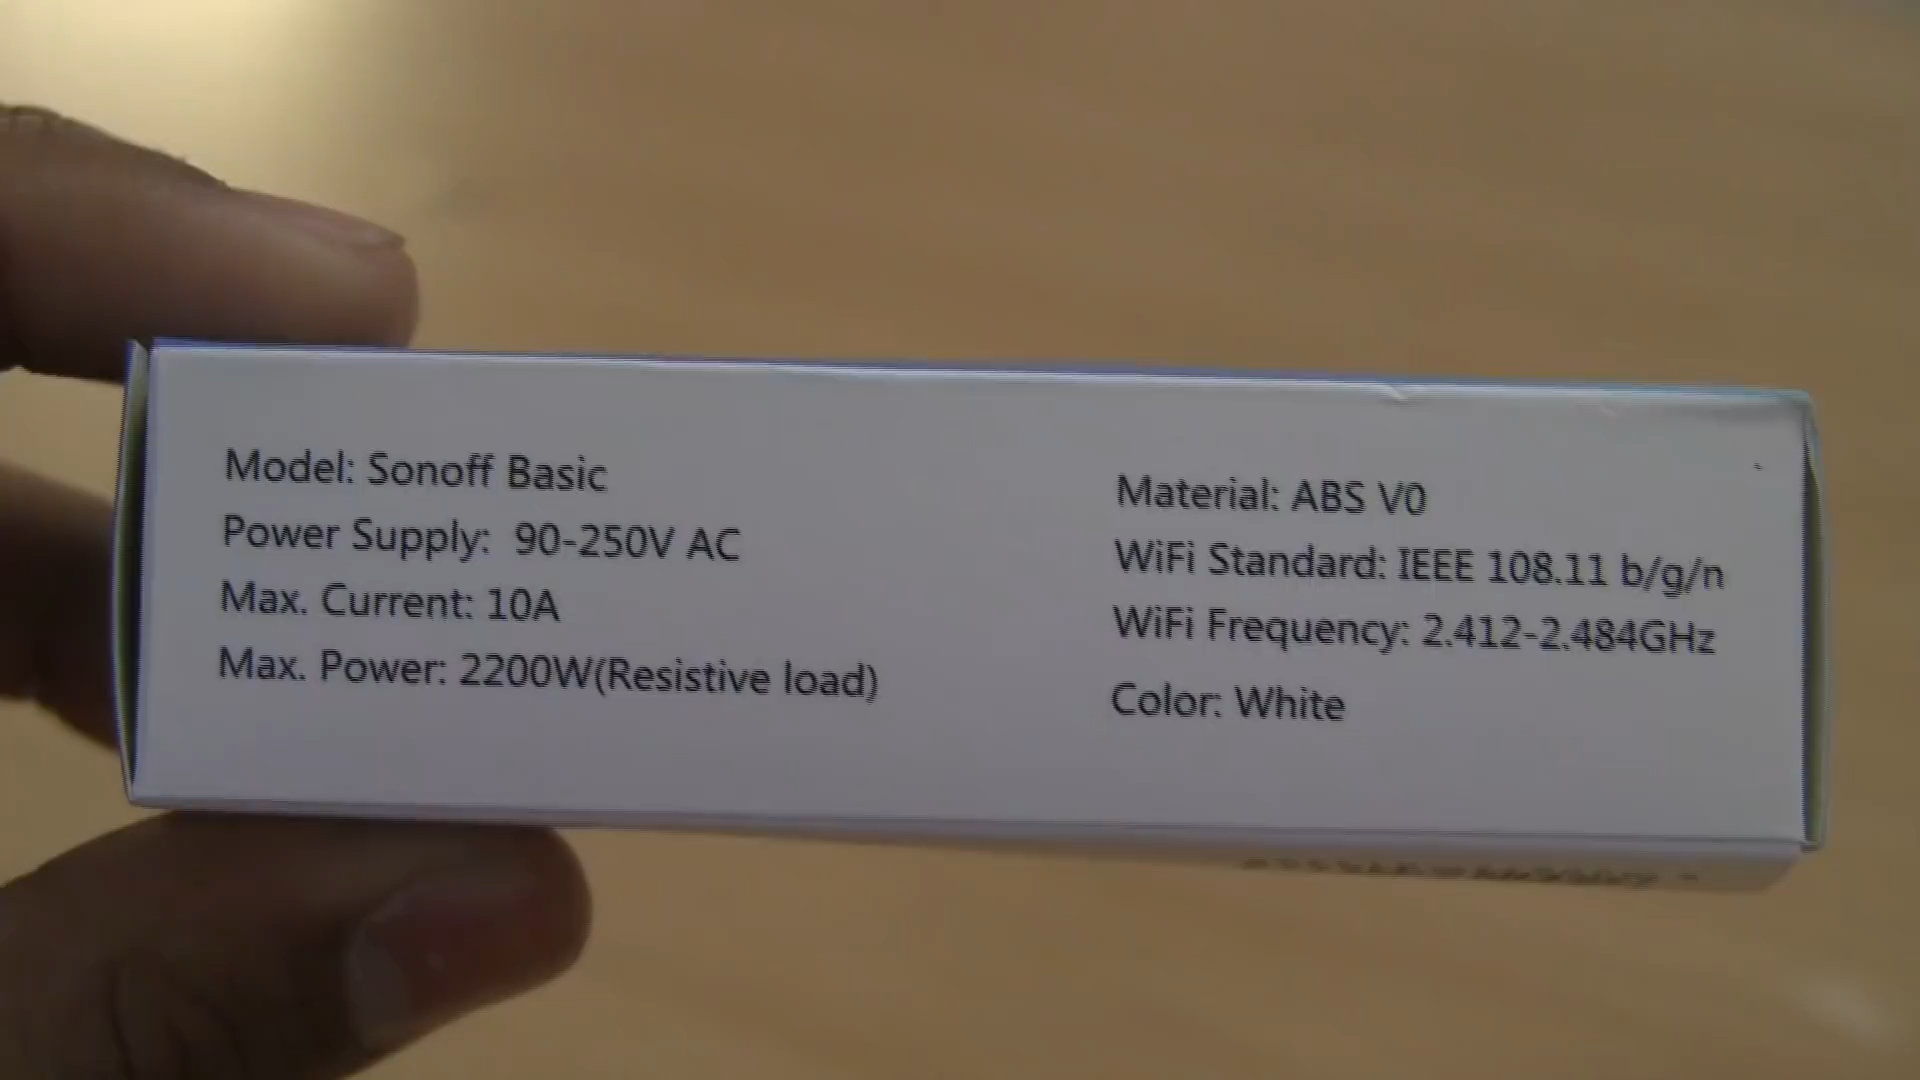 Model: Sonoff Basic
Power Supply: 90-250V AC
Max. Current: 10A
Max. Power: 2200W(Resistive load)
Material: ABS V0
WiFi Standard: IEEE 108.11 b/g/n
WiFi Frequency: 2.412-2.484GHz
Color: White